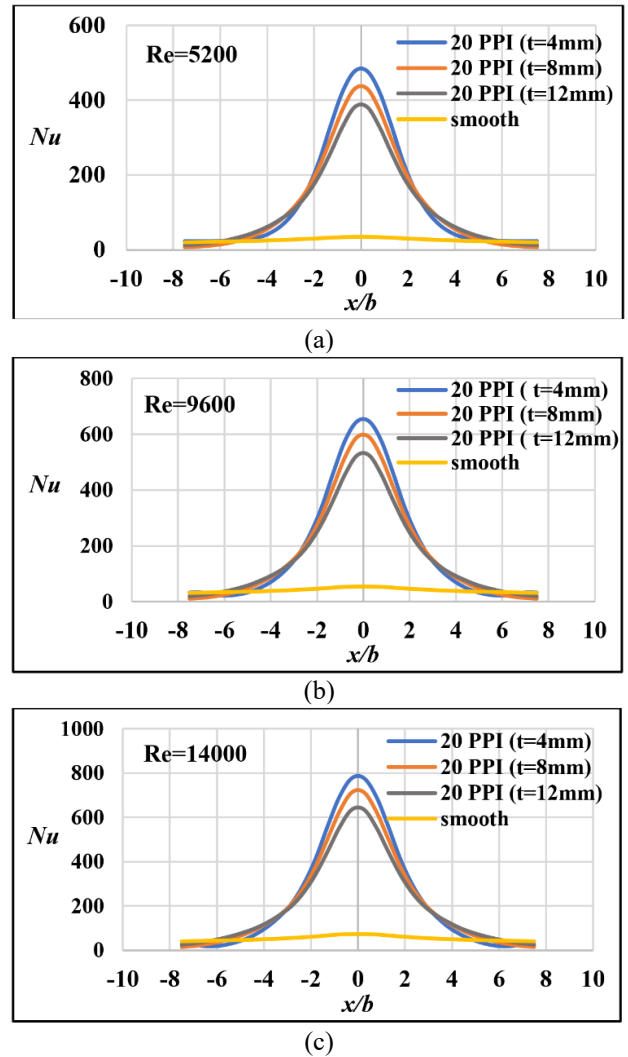 600
Re=5200
20 PPI (t=4mm)
20 PPI (t=8mm)
400
20 PPI (t=12mm)
smooth
Nu
200
0
-10 -8 -6 -4 -2 0 2 4 6 8 10
x/b
(a)
800
Re=9600
20 PPI ( t=4mm)
20 PPI (t=8mm)
600
20 PPI ( t=12mm)
smooth
Nu
400
200
0
-10 -8 -6 -4 -2 0 2 4 6 8 10
x/b
(b)
1000
Re=14000
20 PPI (t=4mm)
20 PPI (t=8mm)
800
20 PPI (t=12mm)
smooth
600
Nu
400
200
0
-10 -8 -6 -4 -2 0 2 4 6 8 10
x/b
(c)